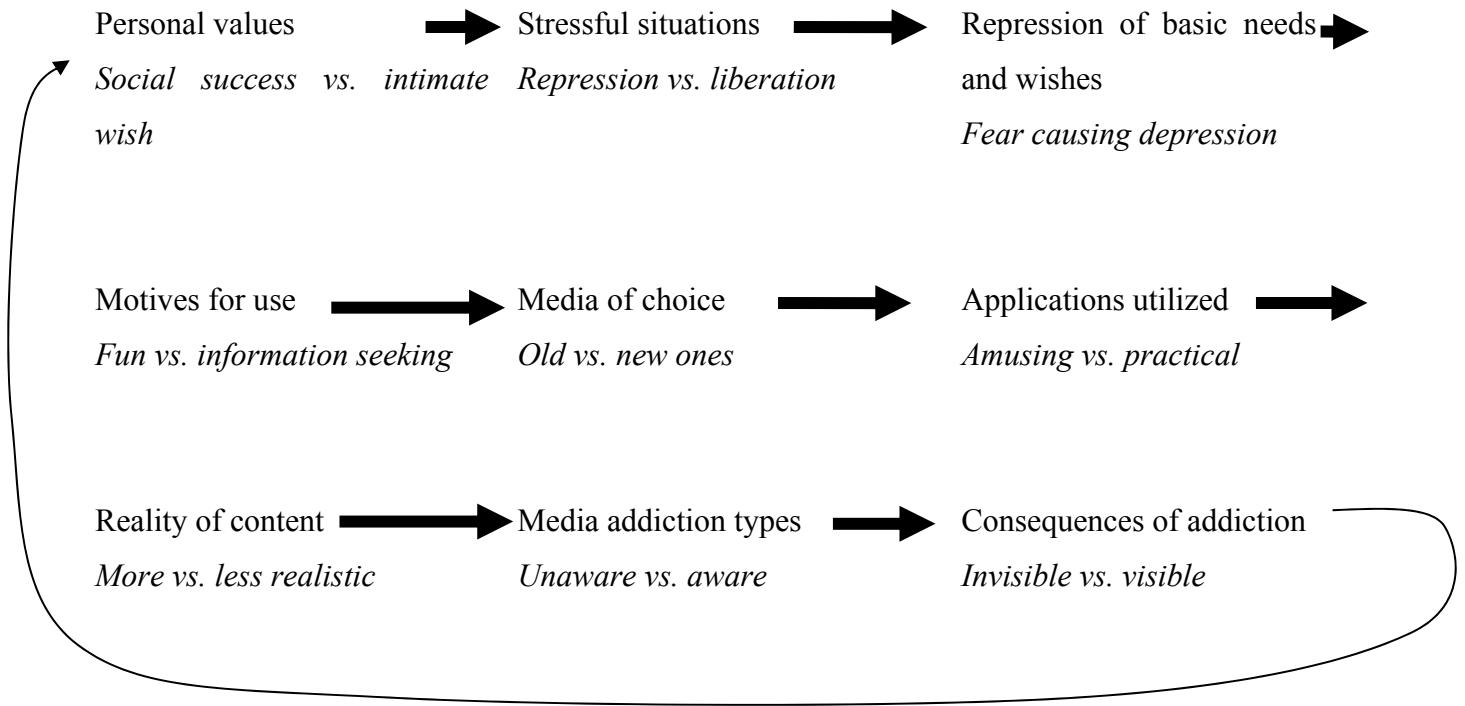 Personal values
Social success vs. intimate
wish
Stressful situations
Repression vs. liberation
Repression of basic needs
and wishes
Fear causing depression
Motives for use
Fun vs. information seeking
Media of choice
Old vs. new ones
Applications utilized
Amusing vs. practical
Reality of content
More vs. less realistic
Media addiction types
Unaware vs. aware
Consequences of addiction
Invisible vs. visible